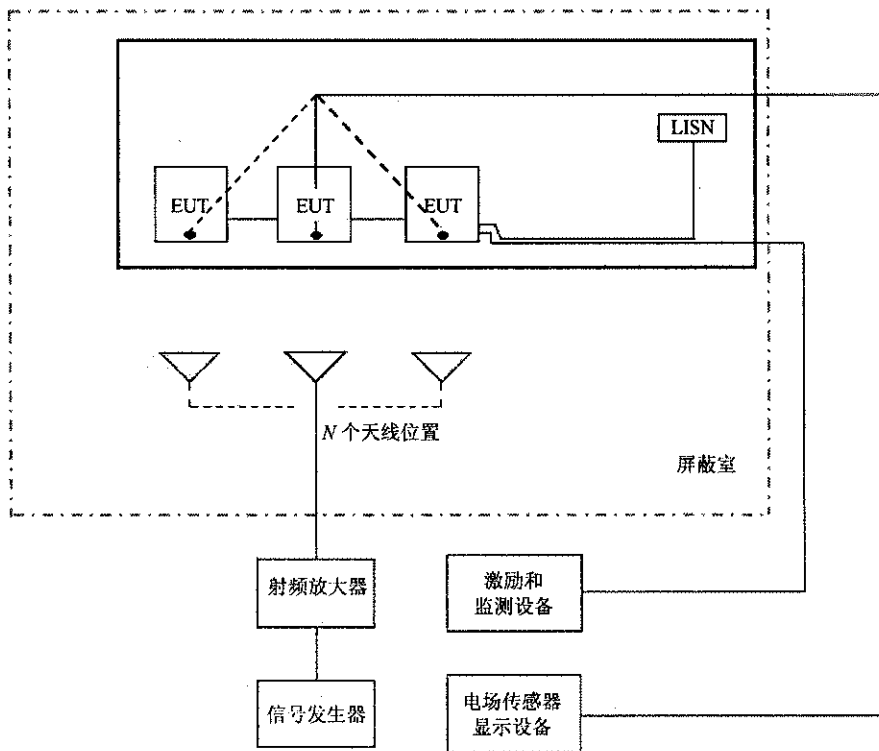 LISN
EUT
EUT
EUT
N 个天线位置
屏蔽室
射频放大器
激励和
监测设备
信号发生器
电场传感器
显示设备